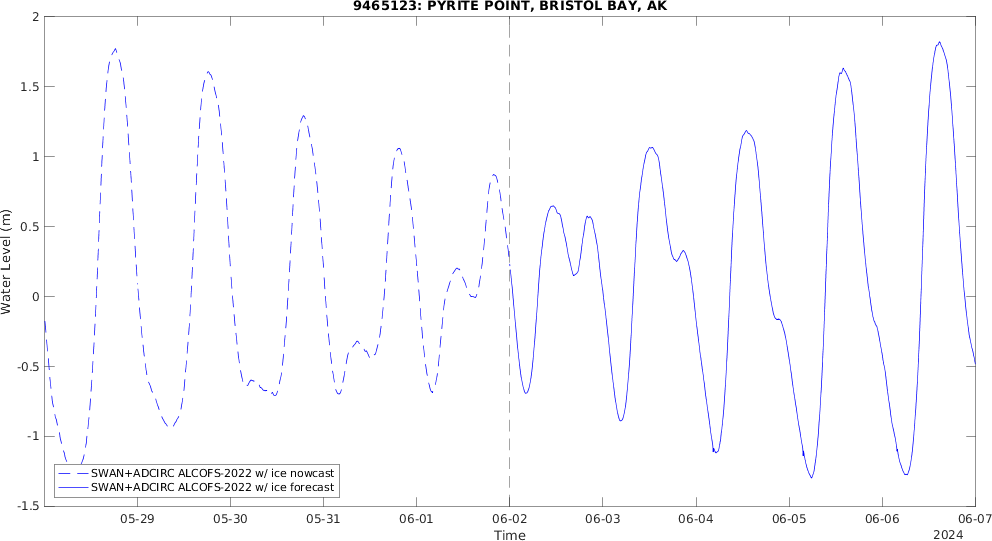 9465123: PYRITE POINT, BRISTOL BAY, AK
Water Level (m)
2
1.5
1
0.5
0
-0.5
-1
-1.5
SWAN+ADCIRC ALCOFS-2022 w/ ice nowcast
SWAN+ADCIRC ALCOFS-2022 w/ ice forecast
05-29 05-30 05-31 06-01 06-02 06-03 06-04 06-05 06-06 06-07
Time
2024